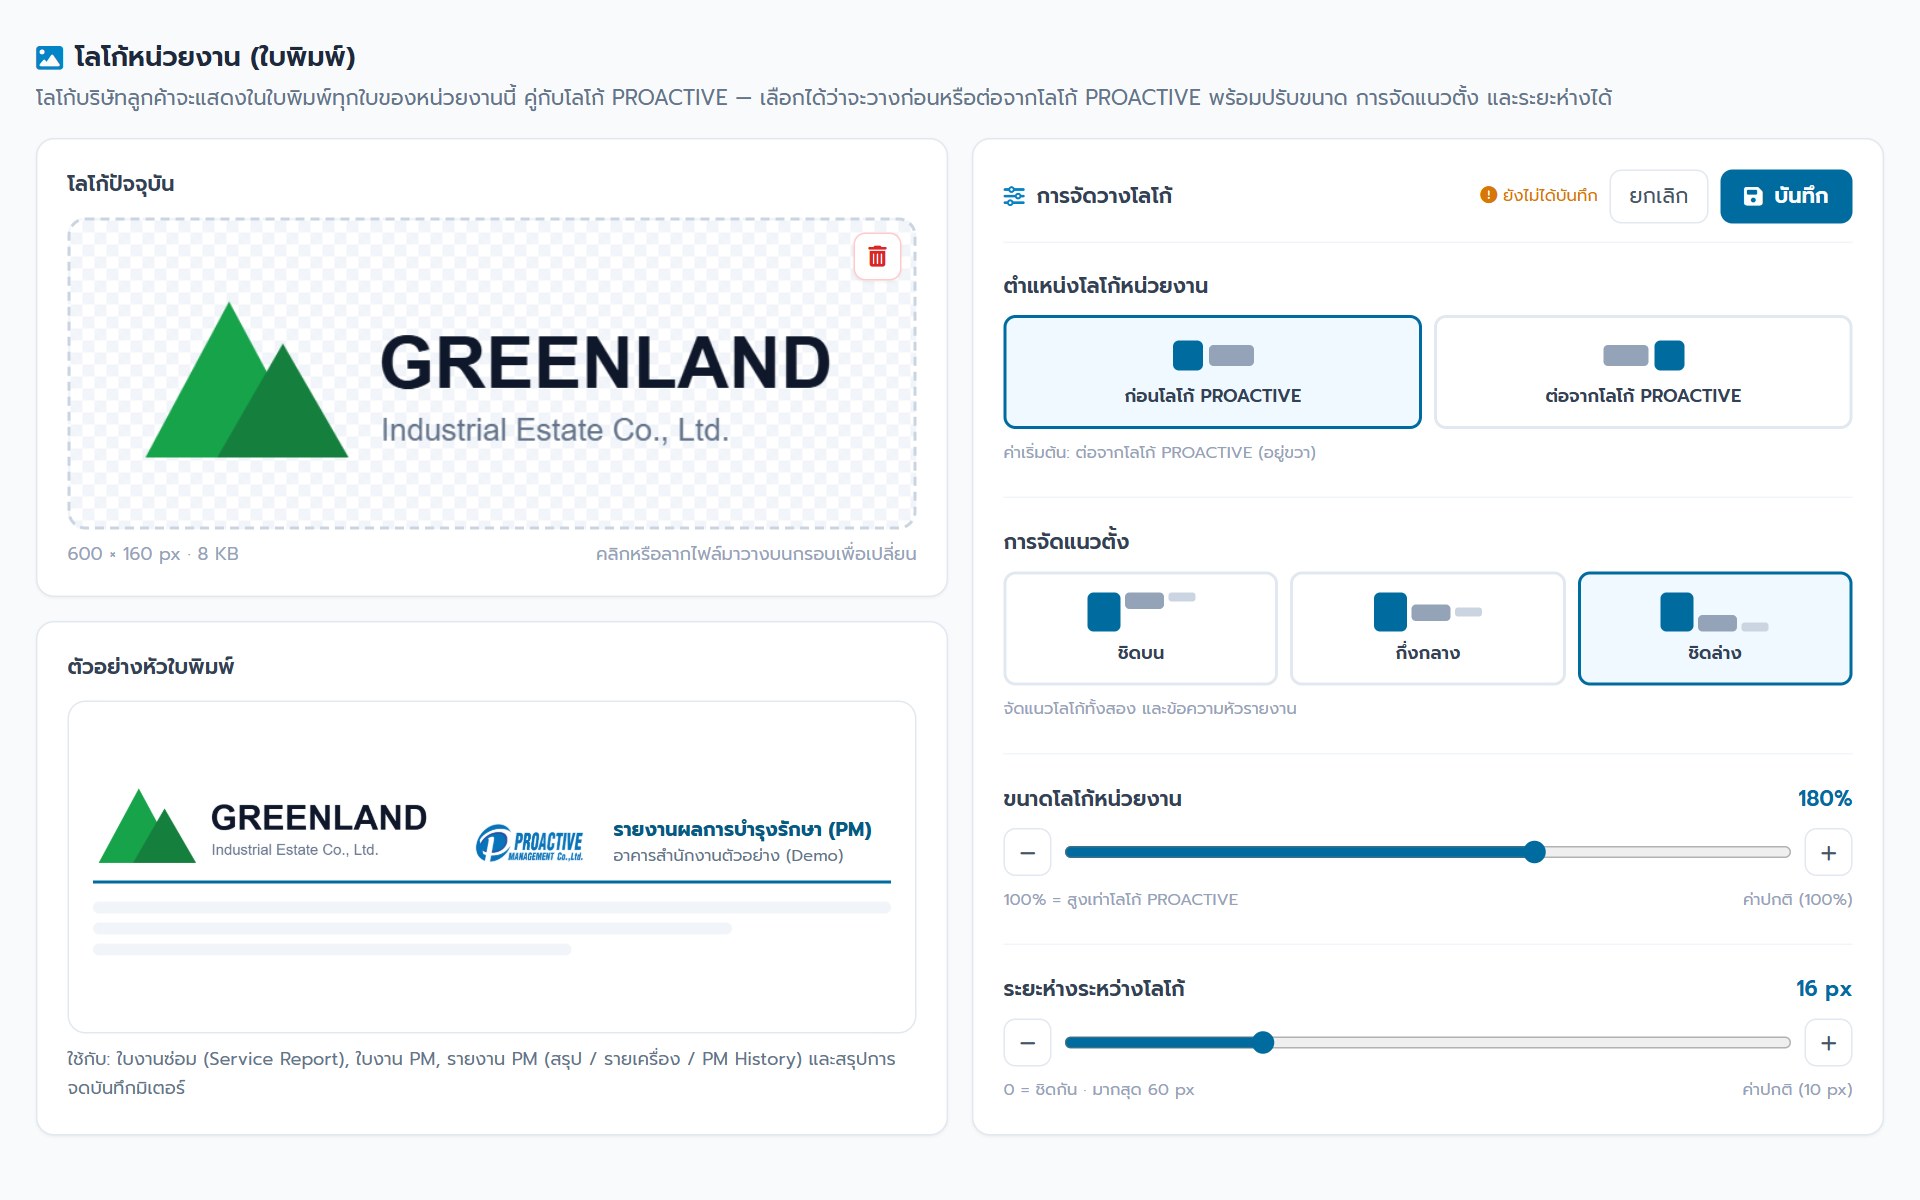 โลโก้หน่วยงาน (ใบพิมพ์)
โลโก้บริษัทลูกค้าจะแสดงในใบพิมพ์ทุกใบของหน่วยงานนี้ คู่กับโลโก้ PROACTIVE — เลือกได้ว่าจะวางก่อนหรือต่อจากโลโก้ PROACTIVE พร้อมปรับขนาด การจัดแนวตั้ง และระยะห่างได้
โลโก้ปัจจุบัน
GREENLAND
Industrial Estate Co., Ltd.
600 × 160 px · 8 KB
คลิกหรือลากไฟล์มาวางบนกรอบเพื่อเปลี่ยน
ตัวอย่างหัวใบพิมพ์
GREENLAND
Industrial Estate Co., Ltd.
PROACTIVE
MANAGEMENT Co.,Ltd.
รายงานผลการบำรุงรักษา (PM)
อาคารสำนักงานตัวอย่าง (Demo)
ใช้กับ: ใบงานซ่อม (Service Report), ใบงาน PM, รายงาน PM (สรุป / รายเครื่อง / PM History) และสรุปการ
จดบันทึกมิเตอร์
การจัดวางโลโก้
ยังไม่ได้บันทึก
ยกเลิก
บันทึก
ตำแหน่งโลโก้หน่วยงาน
ก่อนโลโก้ PROACTIVE
ต่อจากโลโก้ PROACTIVE
ค่าเริ่มต้น: ต่อจากโลโก้ PROACTIVE (อยู่ขวา)
การจัดแนวตั้ง
ชิดบน
กึ่งกลาง
ชิดล่าง
จัดแนวโลโก้ทั้งสอง และข้อความหัวรายงาน
ขนาดโลโก้หน่วยงาน
180%
100% = สูงเท่าโลโก้ PROACTIVE
ค่าปกติ (100%)
ระยะห่างระหว่างโลโก้
16 px
0 = ชิดกัน · มากสุด 60 px
ค่าปกติ (10 px)